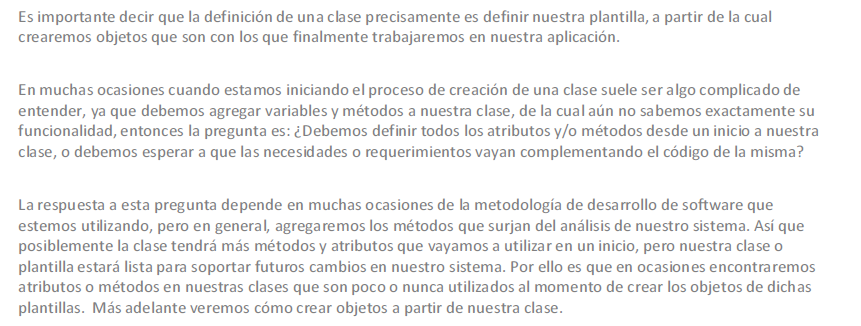 Es importante decir que la definición de una clase precisamente es definir nuestra plantilla, a partir de la cual
crearemos objetos que son con los que finalmente trabajaremos en nuestra aplicación.
En muchas ocasiones cuando estamos iniciando el proceso de creación de una clase suele ser algo complicado de
entender, ya que debemos agregar variables y métodos a nuestra clase, de la cual aún no sabemos exactamente su
funcionalidad, entonces la pregunta es: ¿Debemos definir todos los atributos y/o métodos desde un inicio a nuestra
clase, o debemos esperar a que las necesidades o requerimientos vayan complementando el código de la misma?
La respuesta a esta pregunta depende en muchas ocasiones de la metodología de desarrollo de software que
estemos utilizando, pero en general, agregaremos los métodos que surjan del análisis de nuestro sistema. Así que
posiblemente la clase tendrá más métodos y atributos que vayamos a utilizar en un inicio, pero nuestra clase o
plantilla estará lista para soportar futuros cambios en nuestro sistema. Por ello es que en ocasiones encontraremos
atributos o métodos en nuestras clases que son poco o nunca utilizados al momento de crear los objetos de dichas
plantillas.  Más adelante veremos cómo crear objetos a partir de nuestra clase.